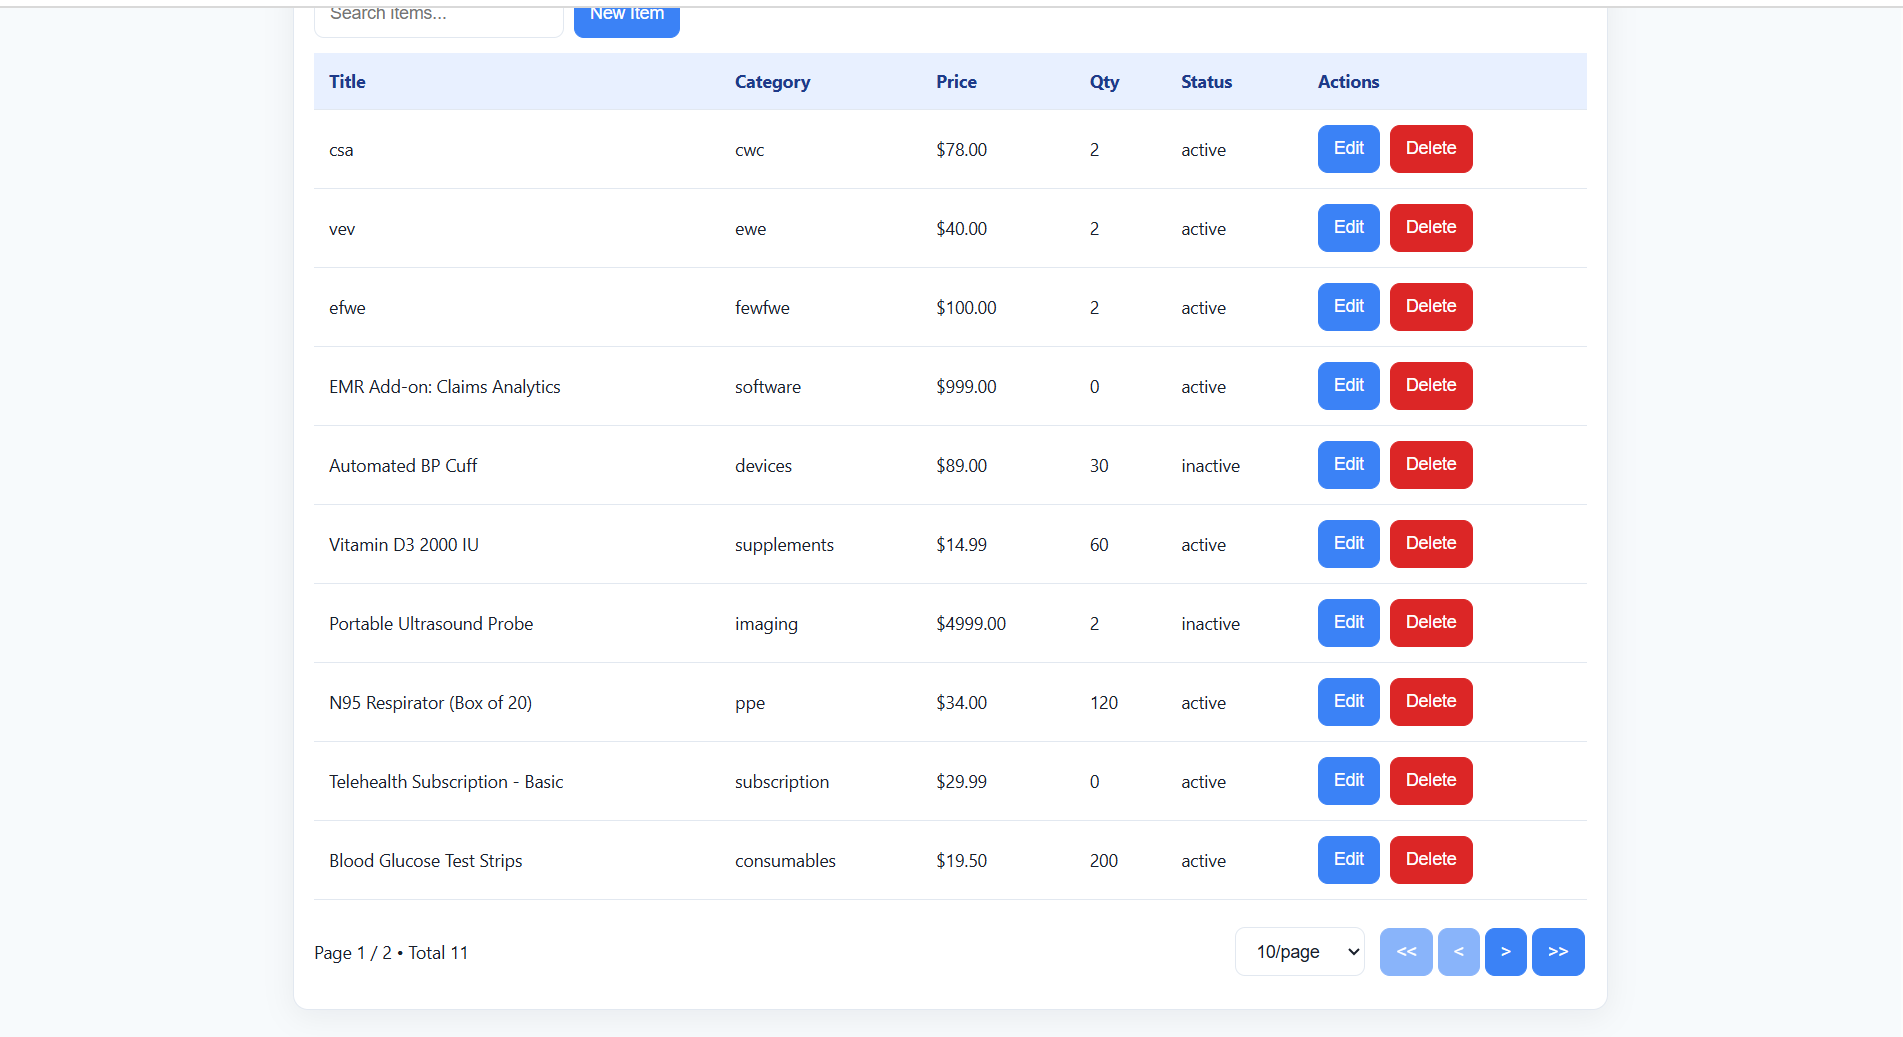 Search items... New Item
Title Category Price Qty Status Actions
csa cwc $78.00 2 active Edit Delete
vev ewe $40.00 2 active Edit Delete
efwe fewfwe $100.00 2 active Edit Delete
EMR Add-on: Claims Analytics software $999.00 0 active Edit Delete
Automated BP Cuff devices $89.00 30 inactive Edit Delete
Vitamin D3 2000 IU supplements $14.99 60 active Edit Delete
Portable Ultrasound Probe imaging $4999.00 2 inactive Edit Delete
N95 Respirator (Box of 20) ppe $34.00 120 active Edit Delete
Telehealth Subscription - Basic subscription $29.99 0 active Edit Delete
Blood Glucose Test Strips consumables $19.50 200 active Edit Delete
Page 1 / 2 • Total 11 10/page << < > >>